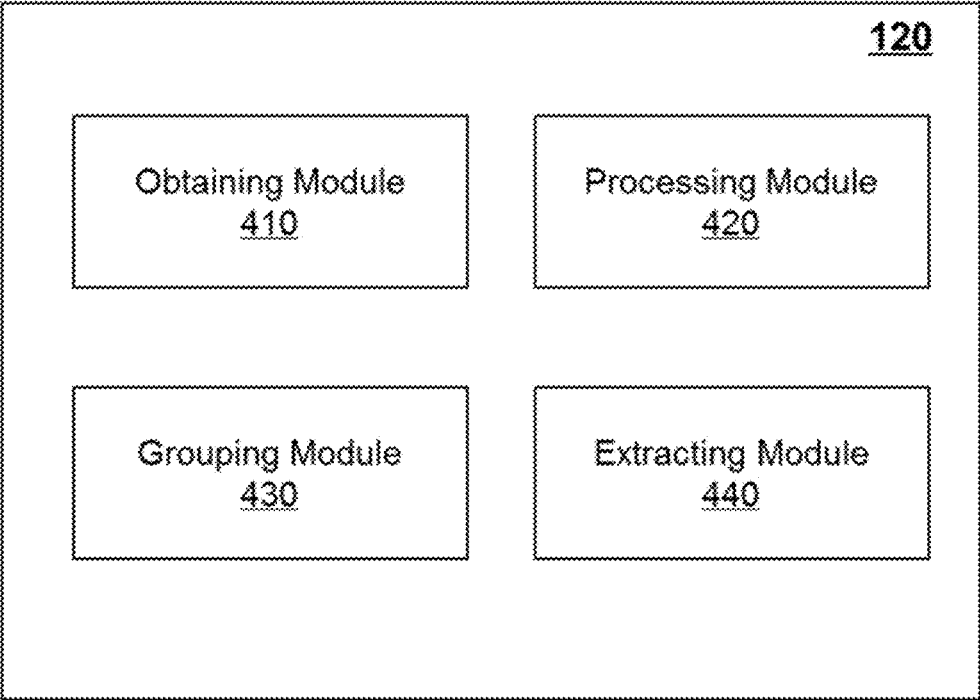 120
Obtaining Module
410
Processing Module
420
Grouping Module
430
Extracting Module
440